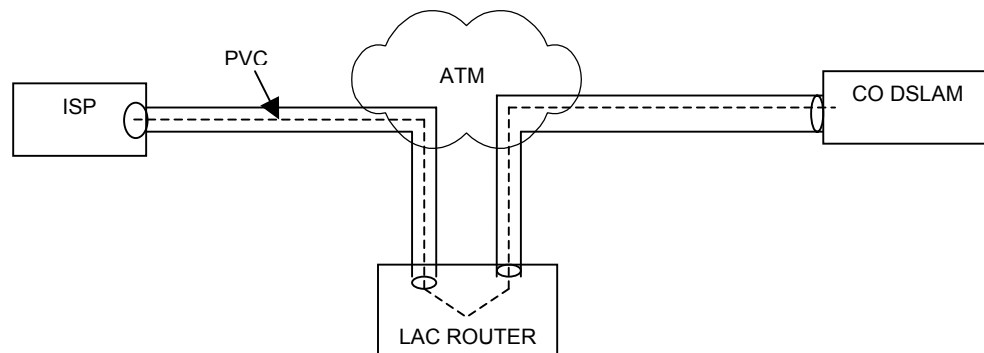 PVC
ATM
ISP
CO DSLAM
LAC ROUTER